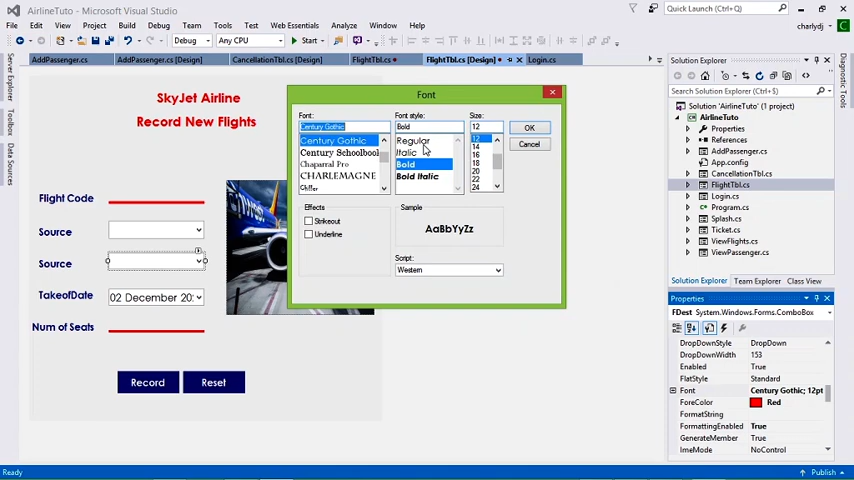 AirlineTuto - Microsoft Visual Studio
Quick Launch (Ctrl+Q)
File Edit View Project Build Debug Team Tools Test Web Essentials Analyze Window Help
charlydj
Debug Any CPU Start
AddPassenger.cs AddPassenger.cs [Design] CancellationTbl.cs [Design] FlightTbl.cs FlightTbl.cs [Design] Login.cs
Server Explorer
Toolbox
Data Sources
SkyJet Airline
Record New Flights
Flight Code
Source
Source
TakeofDate
02 December 20
Num of Seats
Record Reset
Font
Font: Font style: Size:
Century Gothic Bold 12
Century Gothic
Century Schoolbook
Chaparral Pro
CHARLEMAGNE
Chiller
Regular
Italic
Bold
Bold Italic
12
14
16
18
20
22
24
OK
Cancel
Effects
Strikeout
Underline
Sample
AaBbYyZz
Script:
Western
Solution Explorer
Search Solution Explorer
Solution 'AirlineTuto' (1 project)
AirlineTuto
Properties
References
AddPassenger.cs
App.config
CancellationTbl.cs
FlightTbl.cs
Login.cs
Program.cs
Splash.cs
Ticket.cs
ViewFlights.cs
ViewPassenger.cs
Solution Explorer Team Explorer Class View
Properties
FDest System.Windows.Forms.ComboBox
DropDownStyle DropDown
DropDownWidth 153
Enabled True
FlatStyle Standard
Font Century Gothic; 12pt
ForeColor Red
FormatString
FormattingEnabled True
GenerateMember True
ImeMode NoControl
Diagnostic Tools
Ready
Publish